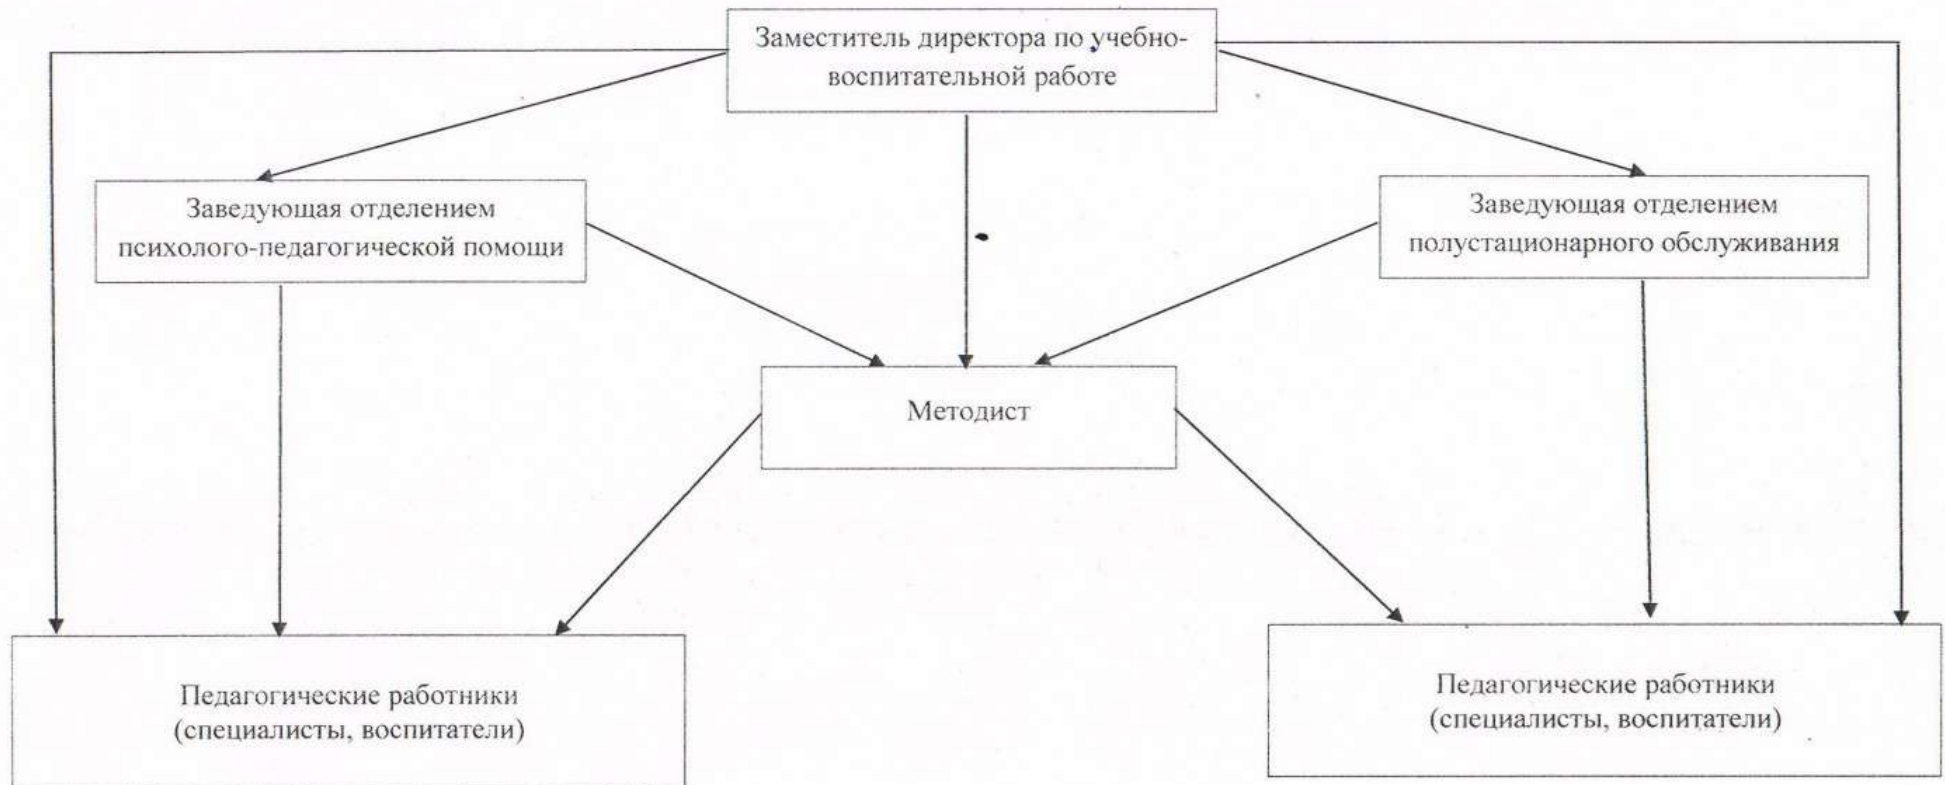 Заместитель директора по учебно-
воспитательной работе
Заведующая отделением
психолого-педагогической помощи
Заведующая отделением
полустационарного обслуживания
Методист
Педагогические работники
(специалисты, воспитатели)
Педагогические работники
(специалисты, воспитатели)